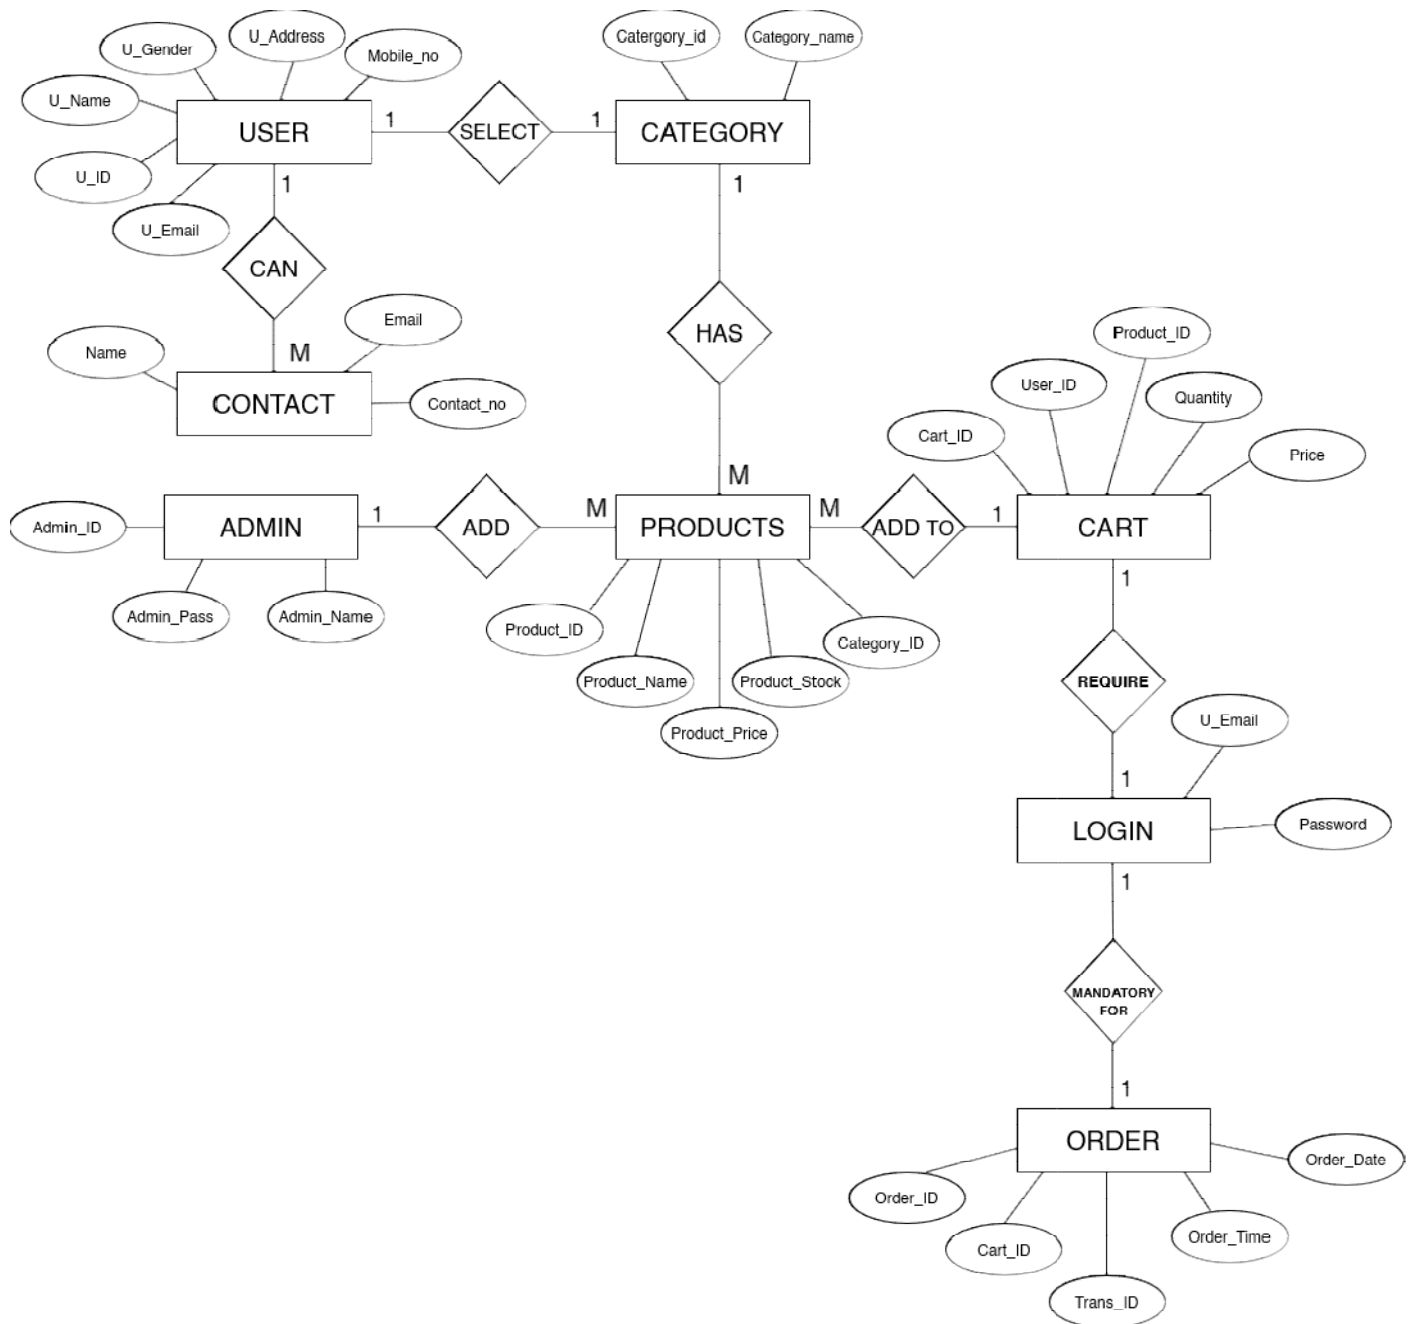 U_Gender
U_Address
Mobile_no
U_Name
U_ID
U_Email
USER
1
SELECT
1
Catergory_id
Category_name
CATEGORY
1
CAN
M
Name
Email
CONTACT
Contact_no
1
HAS
M
Admin_ID
ADMIN
Admin_Pass
Admin_Name
1
ADD
M
PRODUCTS
Product_ID
Product_Name
Product_Price
Product_Stock
Category_ID
M
ADD TO
1
Cart_ID
User_ID
Product_ID
Quantity
Price
CART
1
REQUIRE
1
U_Email
LOGIN
Password
1
MANDATORY
FOR
1
ORDER
Order_ID
Cart_ID
Trans_ID
Order_Time
Order_Date